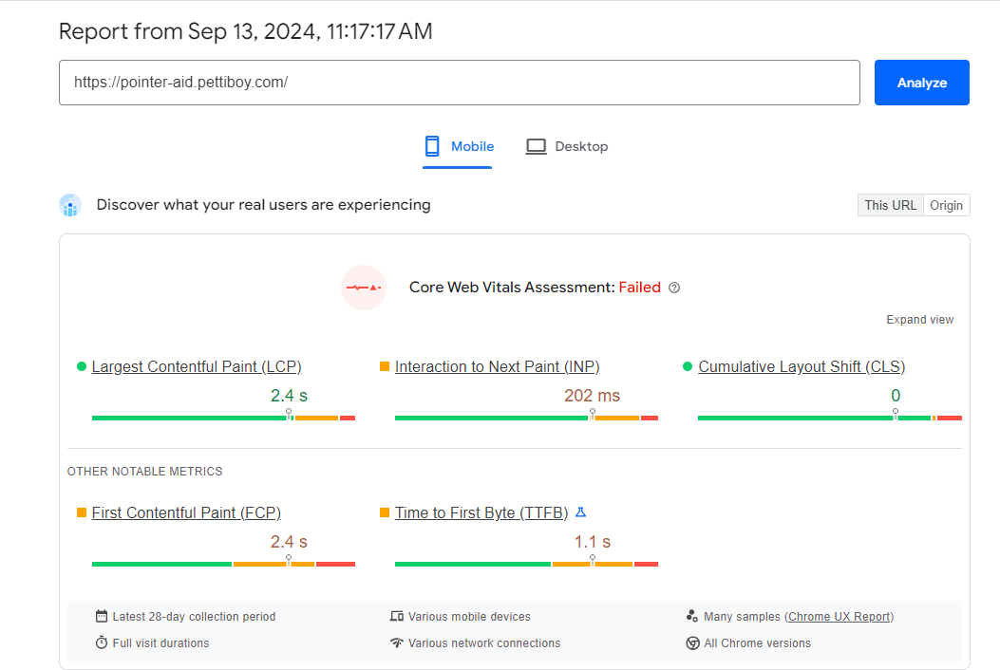 Report from Sep 13, 2024, 11:17:17 AM
https://pointer-aid.pettiboy.com/
Analyze
Mobile
Desktop
Discover what your real users are experiencing
This URL
Origin
Core Web Vitals Assessment: Failed
Expand view
Largest Contentful Paint (LCP)
2.4 s
Interaction to Next Paint (INP)
202 ms
Cumulative Layout Shift (CLS)
0
OTHER NOTABLE METRICS
First Contentful Paint (FCP)
2.4 s
Time to First Byte (TTFB)
1.1 s
Latest 28-day collection period
Various mobile devices
Many samples (Chrome UX Report)
Full visit durations
Various network connections
All Chrome versions